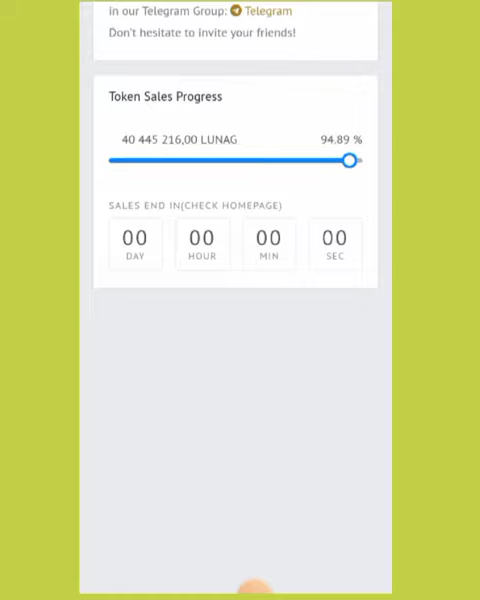 in our Telegram Group: Telegram
Don't hesitate to invite your friends!
Token Sales Progress
40 445 216,00 LUNAG 94.89 %
SALES END IN(CHECK HOMEPAGE)
00 00 00 00
DAY HOUR MIN SEC